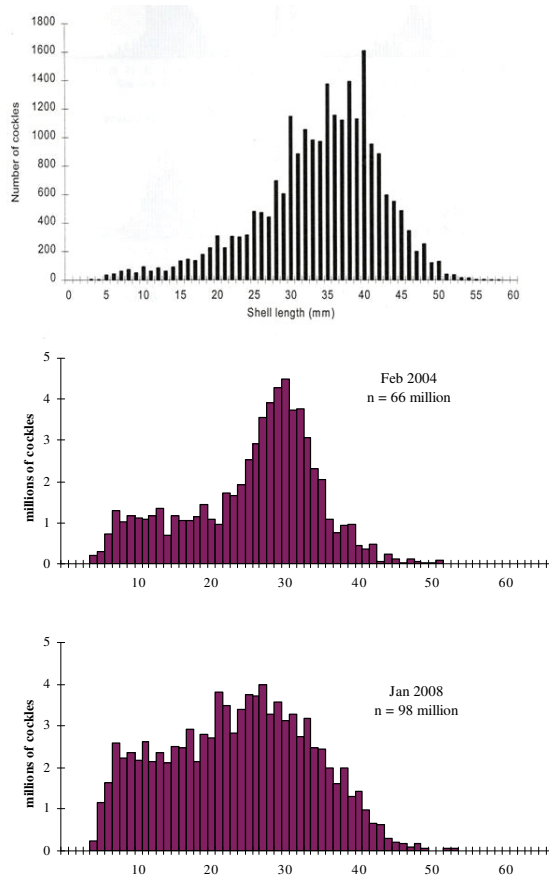 1800
1600
1400
1200
1000
800
600
400
200
0
Number of cockles
0 5 10 15 20 25 30 35 40 45 50 55 60
Shell length (mm)
5
4
3
2
1
0
millions of cockles
Feb 2004
n = 66 million
10 20 30 40 50 60
5
4
3
2
1
0
millions of cockles
Jan 2008
n = 98 million
10 20 30 40 50 60